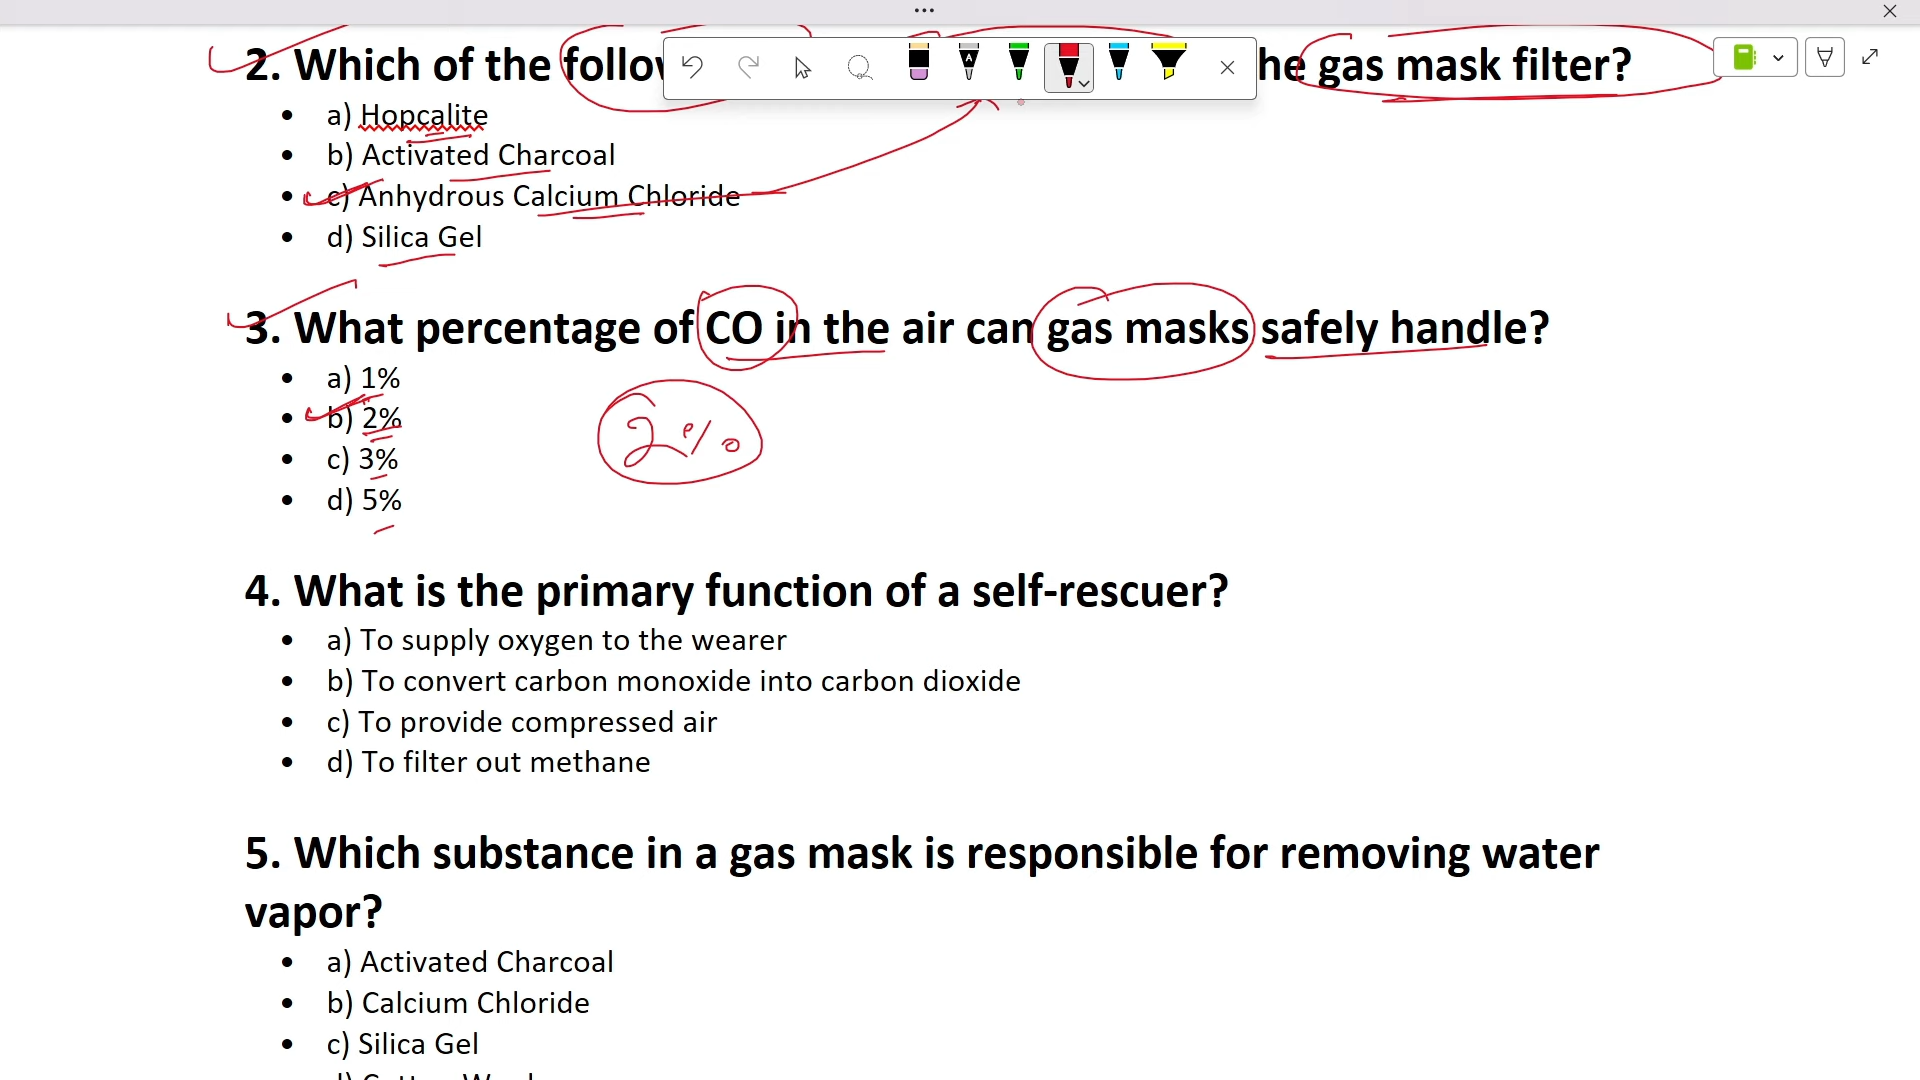 2. Which of the follow he gas mask filter?
• a) Hopcalite
• b) Activated Charcoal
• c) Anhydrous Calcium Chloride
• d) Silica Gel
3. What percentage of CO in the air can gas masks safely handle?
• a) 1%
• b) 2%
• c) 3%
• d) 5%
2%
4. What is the primary function of a self-rescuer?
• a) To supply oxygen to the wearer
• b) To convert carbon monoxide into carbon dioxide
• c) To provide compressed air
• d) To filter out methane
5. Which substance in a gas mask is responsible for removing water
vapor?
• a) Activated Charcoal
• b) Calcium Chloride
• c) Silica Gel